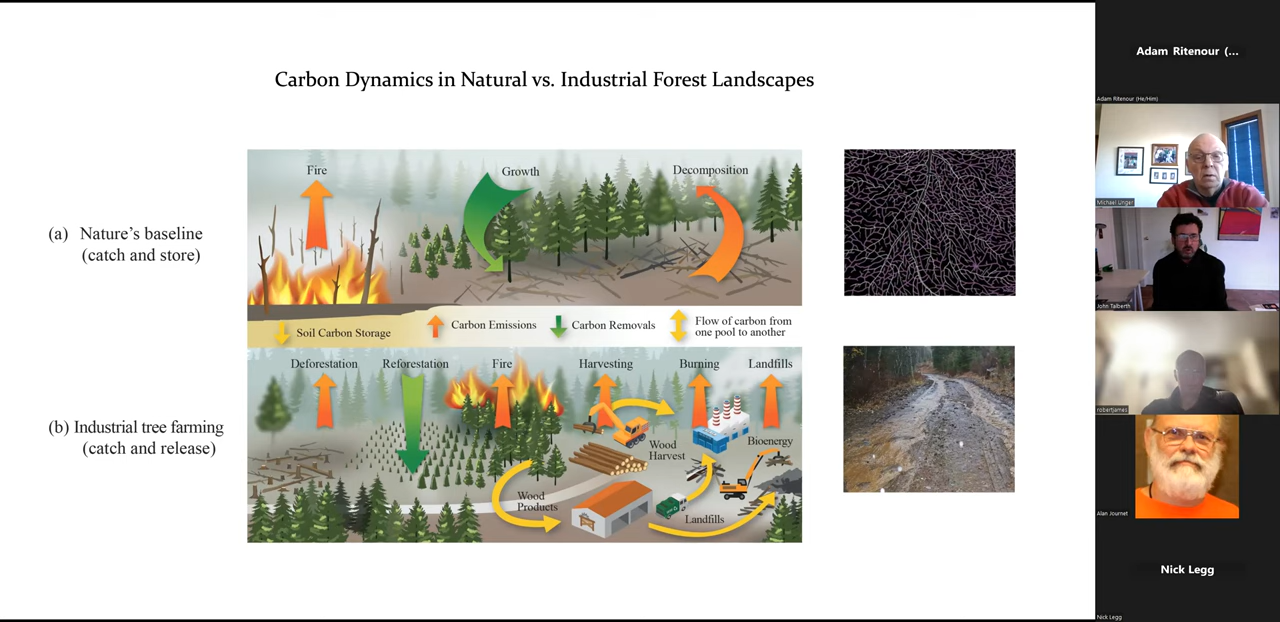 Carbon Dynamics in Natural vs. Industrial Forest Landscapes
(a) Nature's baseline
(catch and store)
Fire
Growth
Decomposition
Soil Carbon Storage
Carbon Emissions
Carbon Removals
Flow of carbon from
one pool to another
(b) Industrial tree farming
(catch and release)
Deforestation
Reforestation
Fire
Harvesting
Burning
Landfills
Wood
Harvest
Bioenergy
Wood
Products
Landfills
Adam Ritenour (...
Adam Ritenour (He/Him)
Michael Unger
John Talberth
robertjames
Alan Journet
Nick Legg
Nick Legg